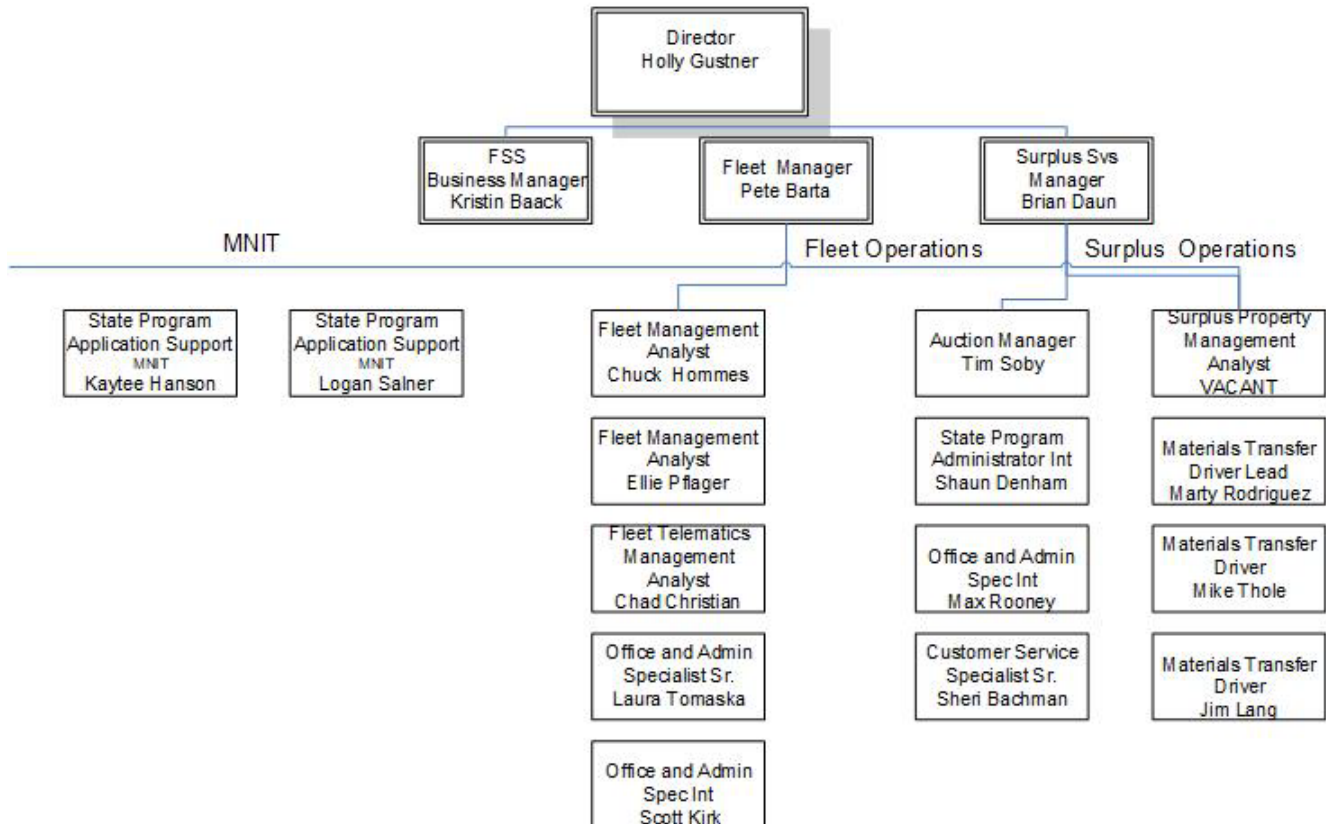 Director
Holly Gustner
FSS
Business Manager
Kristin Baack
Fleet Manager
Pete Barta
Surplus Svs
Manager
Brian Daun
MNIT
Fleet Operations
Surplus Operations
State Program
Application Support
MNIT
Kaytee Hanson
State Program
Application Support
MNIT
Logan Salner
Fleet Management
Analyst
Chuck Hommes
Auction Manager
Tim Soby
Surplus Property
Management
Analyst
VACANT
Fleet Management
Analyst
Ellie Pflager
State Program
Administrator Int
Shaun Denham
Materials Transfer
Driver Lead
Marty Rodriguez
Fleet Telematics
Management
Analyst
Chad Christian
Office and Admin
Spec Int
Max Rooney
Materials Transfer
Driver
Mike Thole
Office and Admin
Specialist Sr.
Laura Tomaska
Customer Service
Specialist Sr.
Sheri Bachman
Materials Transfer
Driver
Jim Lang
Office and Admin
Spec Int
Scott Kirk